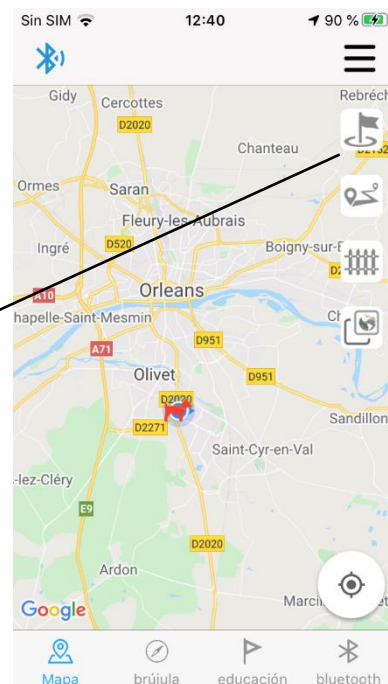 Sin SIM 12:40 90 %
Gidy
Cercottes
Rebréch
D2020
Chanteau
D2152
Ormes
Saran
Fleury-les-Aubrais
Ingré
D520
Boigny-sur-
A10
Orleans
hapelle-Saint-Mesmin
D951
A71
Olivet
D951
D2020
D2271
Sandillon
Saint-Cyr-en-Val
-lez-Cléry
E9
D2020
Ardon
Google
Mapa brújula educación bluetooth